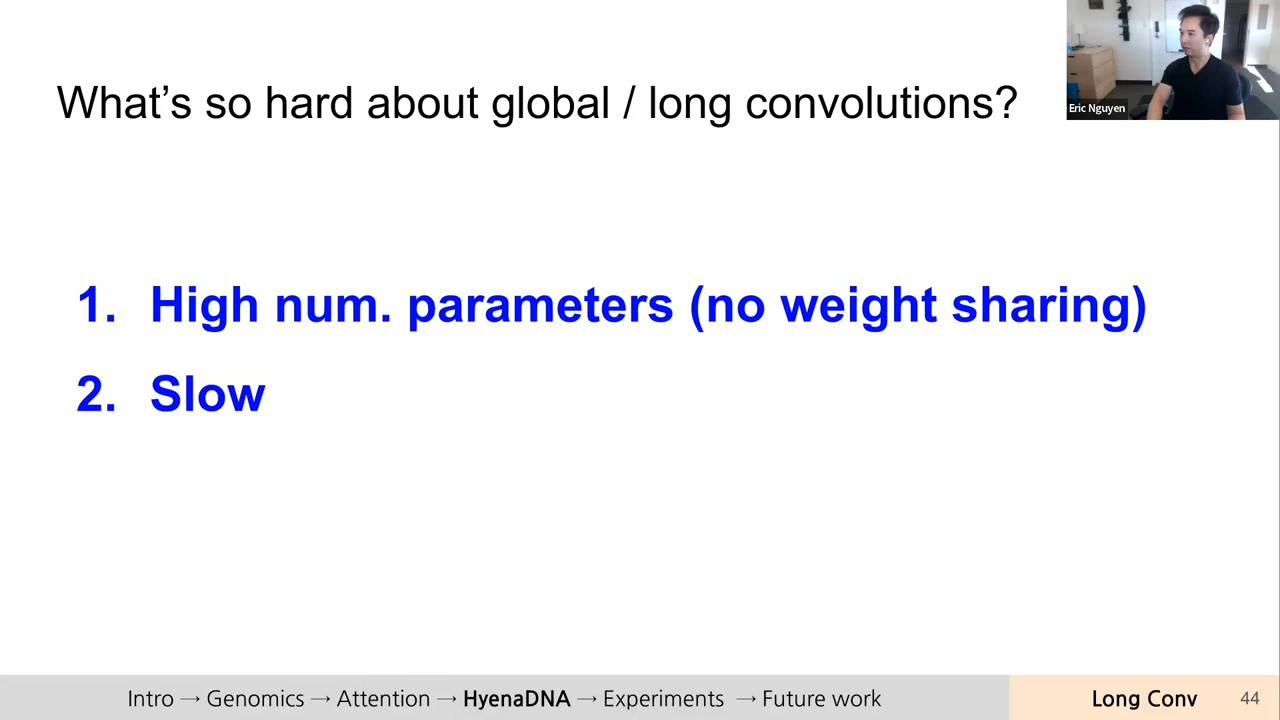 What's so hard about global / long convolutions?
Eric Nguyen
1. High num. parameters (no weight sharing)
2. Slow
Intro → Genomics → Attention → HyenaDNA → Experiments → Future work
Long Conv 44